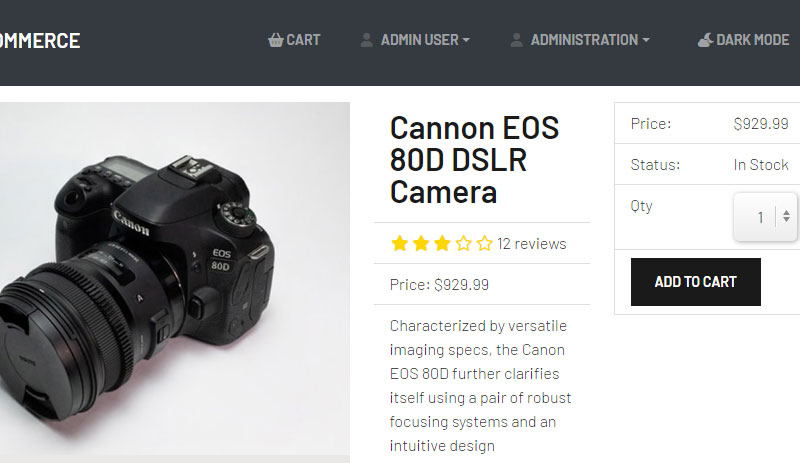 OMMERCE CART ADMIN USER ADMINISTRATION DARK MODE
Canon
EOS
80D
A
Cannon EOS
80D DSLR
Camera
12 reviews
Price: $929.99
Characterized by versatile
imaging specs, the Canon
EOS 80D further clarifies
itself using a pair of robust
focusing systems and an
intuitive design
Price: $929.99
Status: In Stock
Qty 1
ADD TO CART